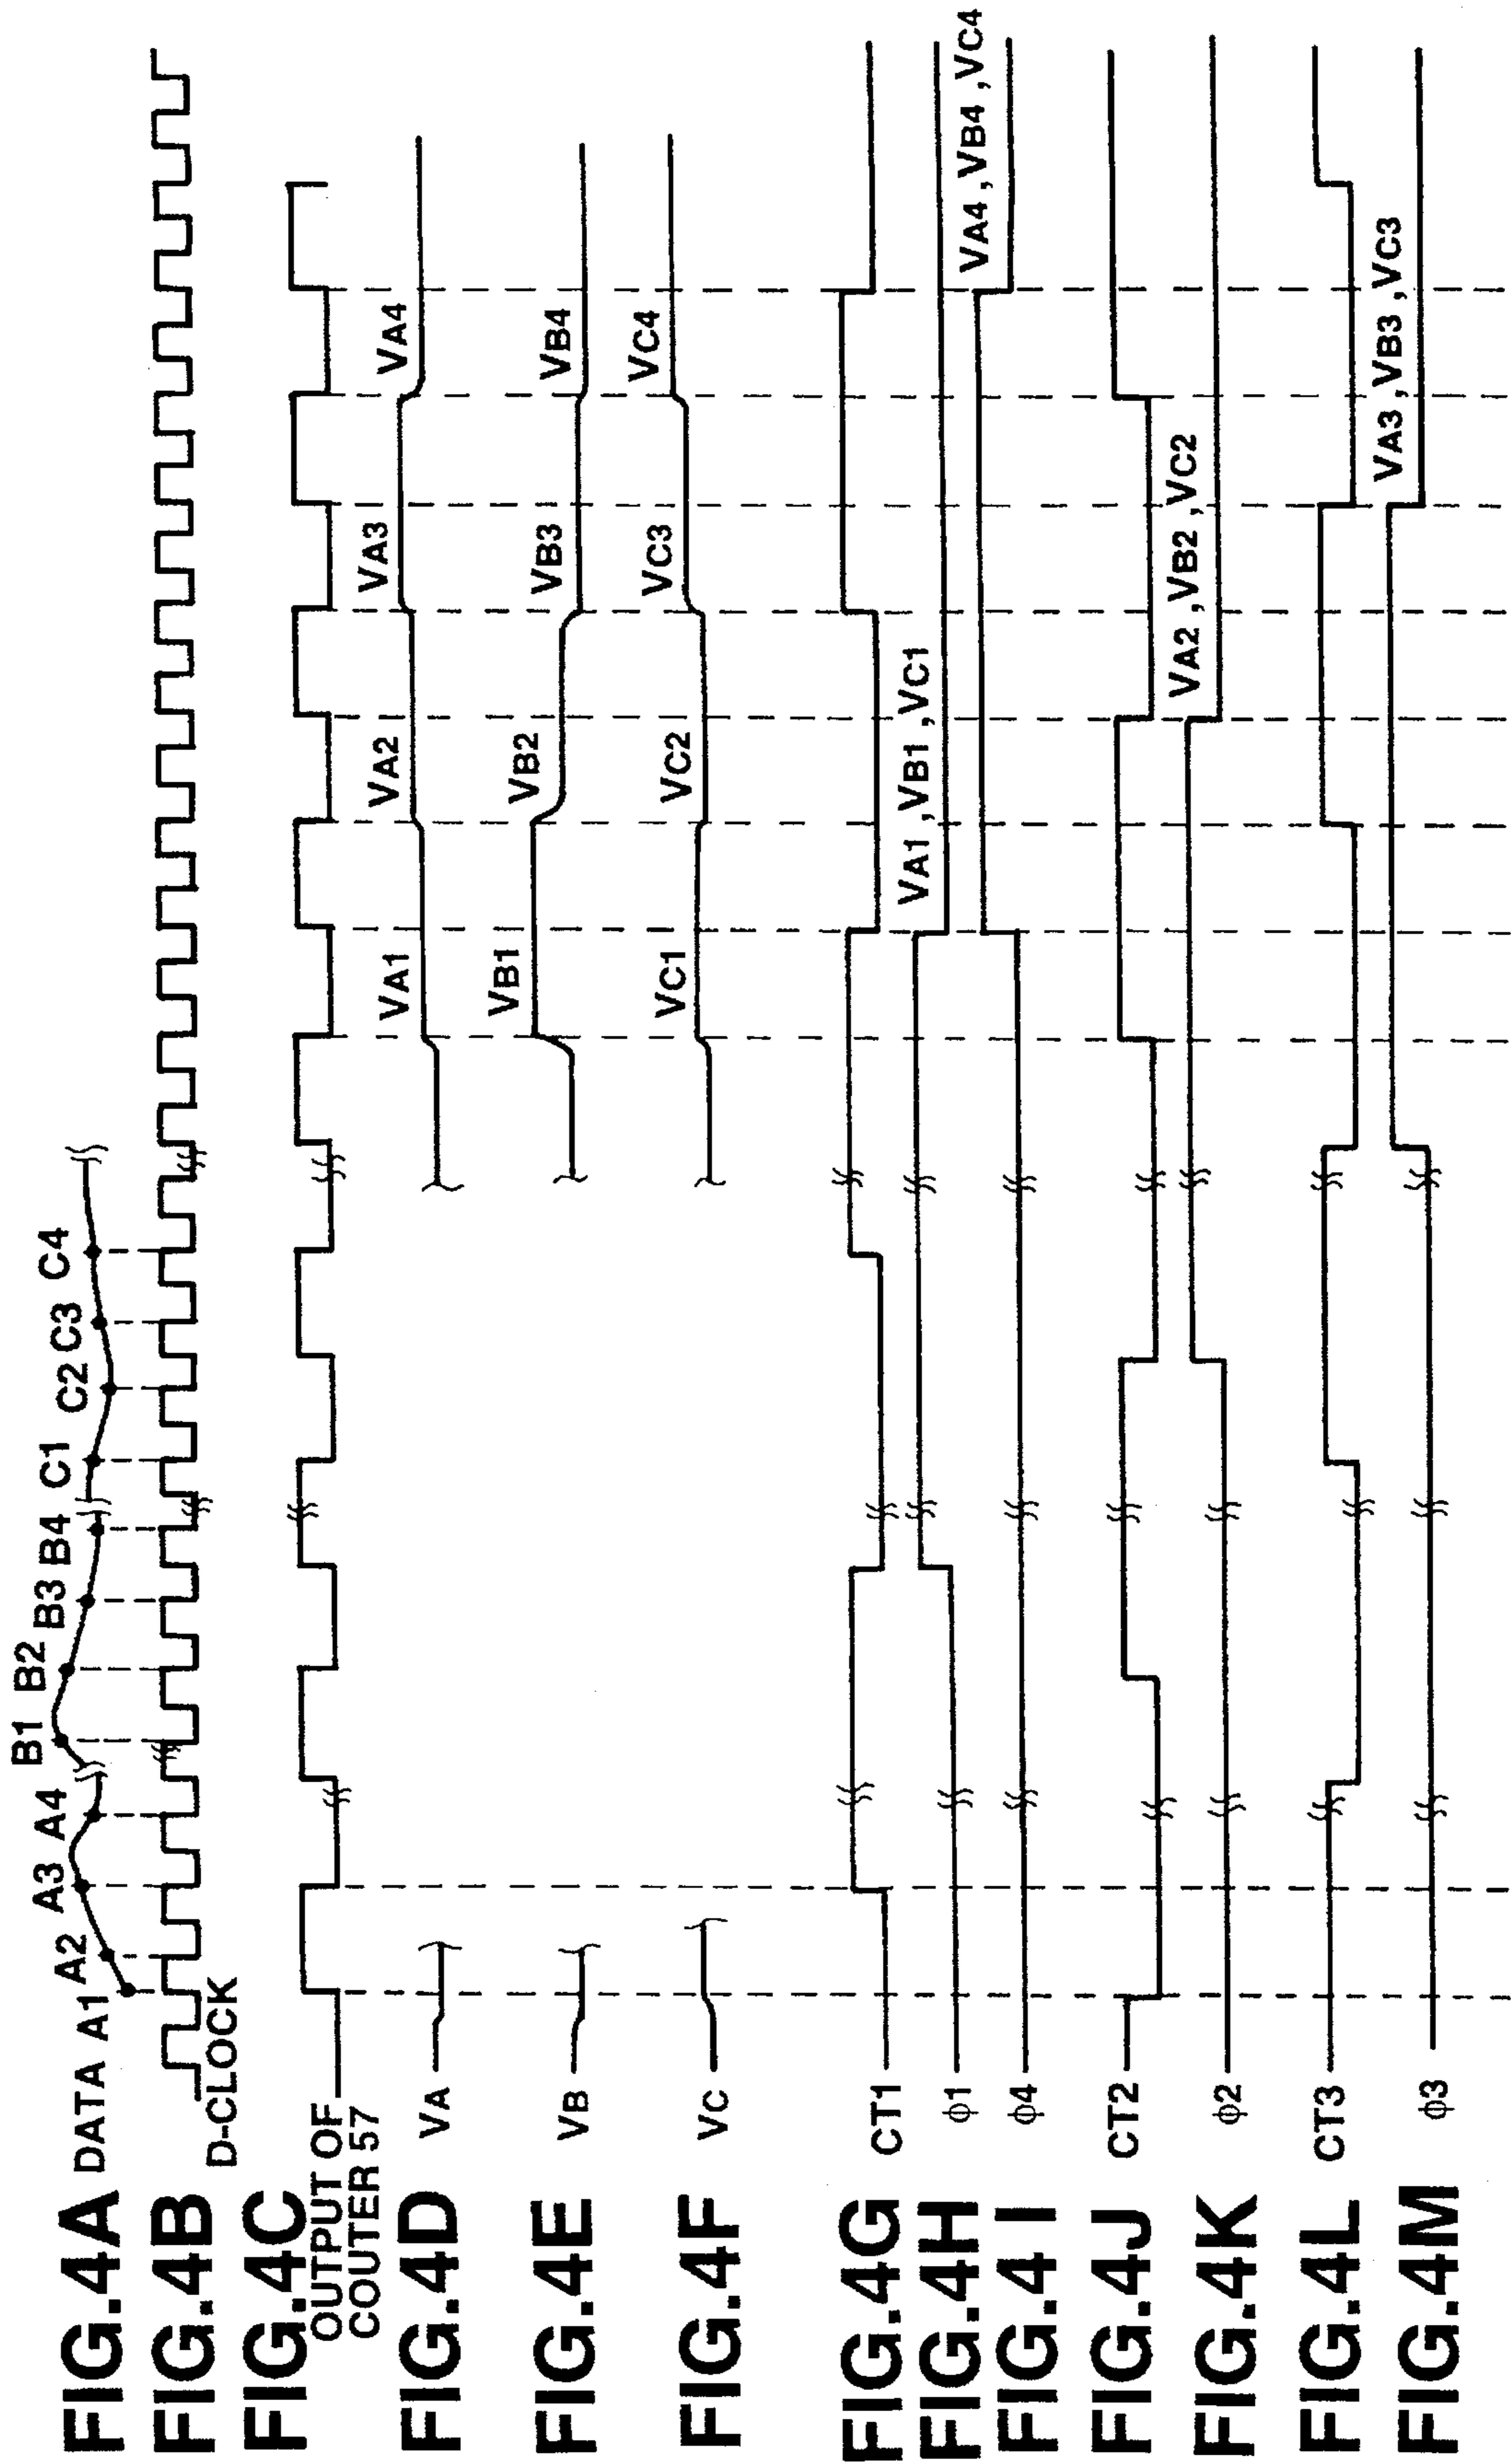 FIG.4A DATA A1 A2 A3 A4 B1 B2 B3 B4 C1 C2 C3 C4
FIG.4B D-CLOCK
FIG.4C
OUTPUT OF
COUTER 57
FIG.4D VA VA1 VA2 VA3 VA4
FIG.4E VB VB1 VB2 VB3 VB4
FIG.4F VC VC1 VC2 VC3 VC4
FIG.4G CT1
FIG.4H ϕ1 VA1,VB1,VC1
FIG.4I ϕ4 VA4,VB4,VC4
FIG.4J CT2
FIG.4K ϕ2 VA2,VB2,VC2
FIG.4L CT3
FIG.4M ϕ3 VA3,VB3,VC3